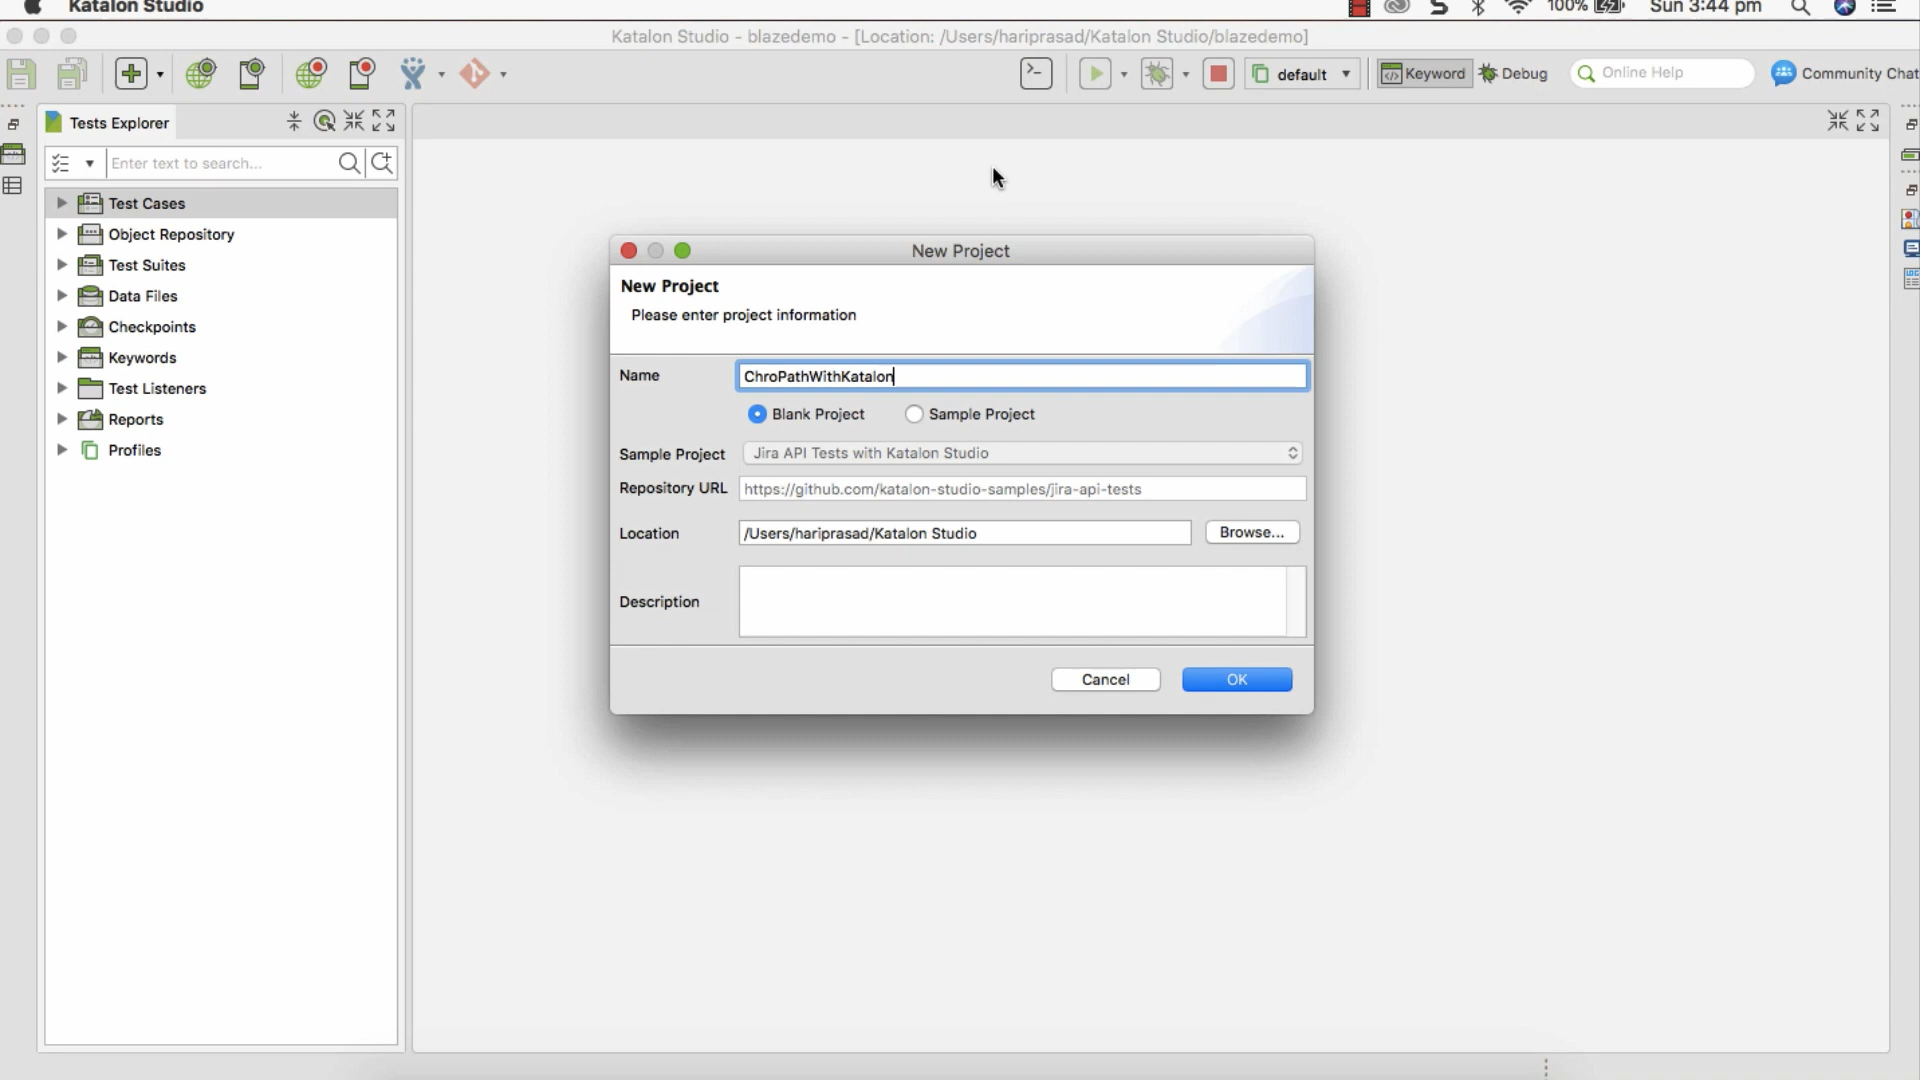 Katalon Studio
100%
Sun 3:44 pm
Katalon Studio - blazedemo - [Location: /Users/hariprasad/Katalon Studio/blazedemo]
default
Keyword
Debug
Online Help
Community Chat
Tests Explorer
Enter text to search...
Test Cases
Object Repository
Test Suites
Data Files
Checkpoints
Keywords
Test Listeners
Reports
Profiles
New Project
New Project
Please enter project information
Name
ChroPathWithKatalon
Blank Project
Sample Project
Sample Project
Jira API Tests with Katalon Studio
Repository URL
https://github.com/katalon-studio-samples/jira-api-tests
Location
/Users/hariprasad/Katalon Studio
Browse...
Description
Cancel
OK